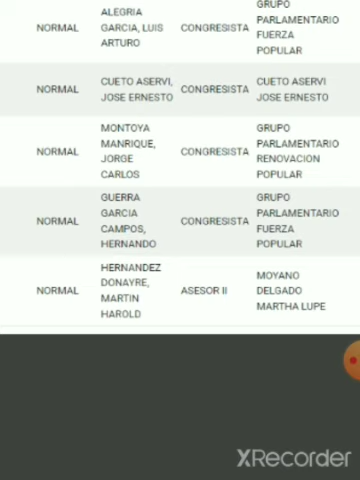 GRUPO
ALEGRIA PARLAMENTARIO
NORMAL GARCIA, LUIS CONGRESISTA FUERZA
ARTURO POPULAR
NORMAL CUETO ASERVI, CONGRESISTA CUETO ASERVI
JOSE ERNESTO JOSE ERNESTO
MONTOYA GRUPO
NORMAL MANRIQUE, CONGRESISTA PARLAMENTARIO
JORGE RENOVACION
CARLOS POPULAR
GUERRA GRUPO
NORMAL GARCIA CONGRESISTA PARLAMENTARIO
CAMPOS, FUERZA
HERNANDO POPULAR
HERNANDEZ MOYANO
NORMAL DONAYRE, ASESOR II DELGADO
MARTIN MARTHA LUPE
HAROLD
XRecorder